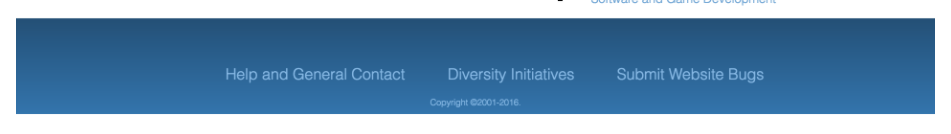 Software and Game Development
Help and General Contact Diversity Initiatives Submit Website Bugs
Copyright ©2001-2016.